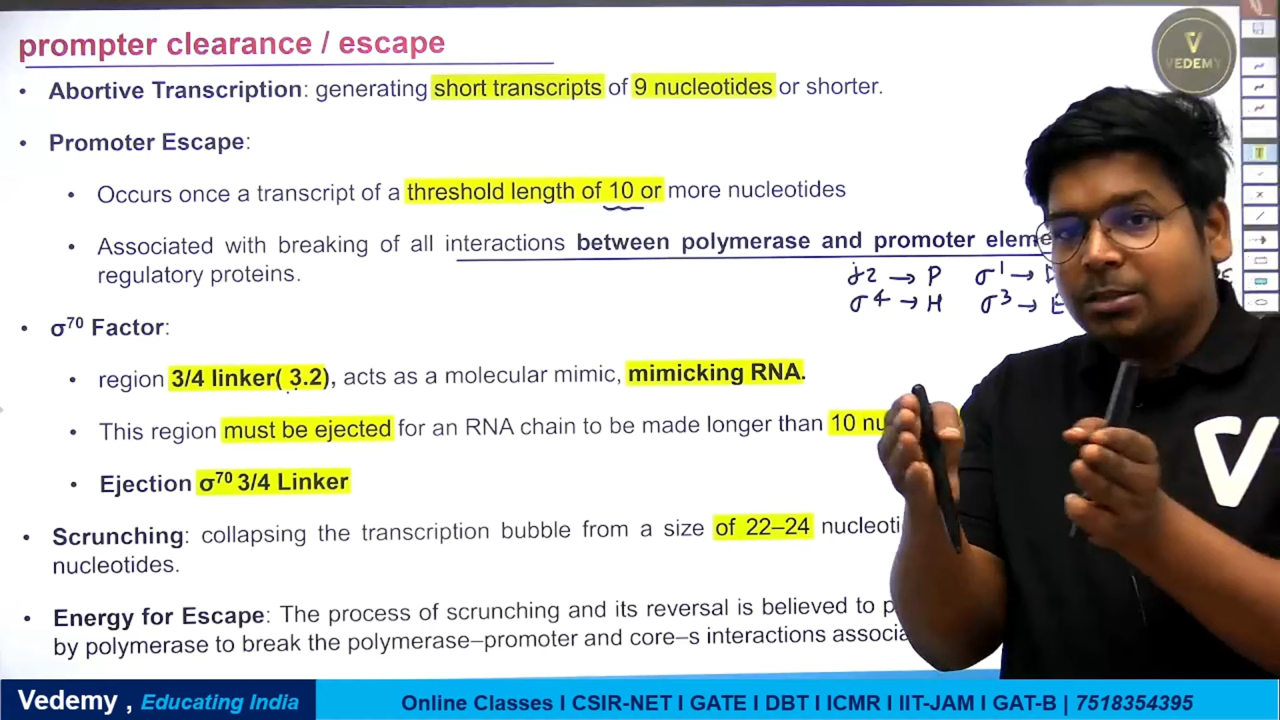 prompter clearance / escape
VEDEMY
• Abortive Transcription: generating short transcripts of 9 nucleotides or shorter.
• Promoter Escape:
• Occurs once a transcript of a threshold length of 10 or more nucleotides
• Associated with breaking of all interactions between polymerase and promoter
regulatory proteins.
→ P σ1 →
σ4 → H σ3 → E
• σ70 Factor:
• region 3/4 linker( 3.2), acts as a molecular mimic, mimicking RNA.
• This region must be ejected for an RNA chain to be made longer than 10
• Ejection σ70 3/4 Linker
• Scrunching: collapsing the transcription bubble from a size of 22–24
nucleotides.
• Energy for Escape: The process of scrunching and its reversal is believed to
by polymerase to break the polymerase–promoter and core–s interactions
Vedemy , Educating India
Online Classes I CSIR-NET I GATE I DBT I ICMR I IIT-JAM I GAT-B | 7518354395